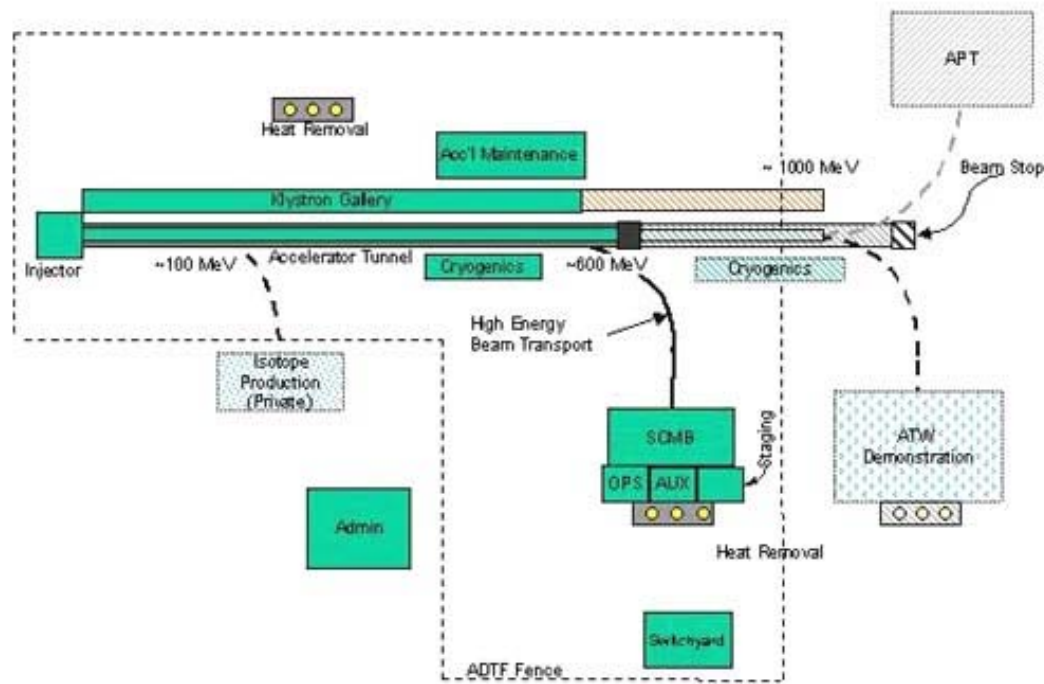 APT
Heat Removal
Acc'l Maintenance
~ 1000 MeV
Beam Stop
Klystron Gallery
Injector
~100 MeV
Accelerator Tunnel
Cryogenics
~600 MeV
Cryogenics
High Energy
Beam Transport
Isotope
Production
(Private)
SCMB
Staging
ATW
Demonstration
OPS
AUX
Admin
Heat Removal
Switchyard
ADTF Fence